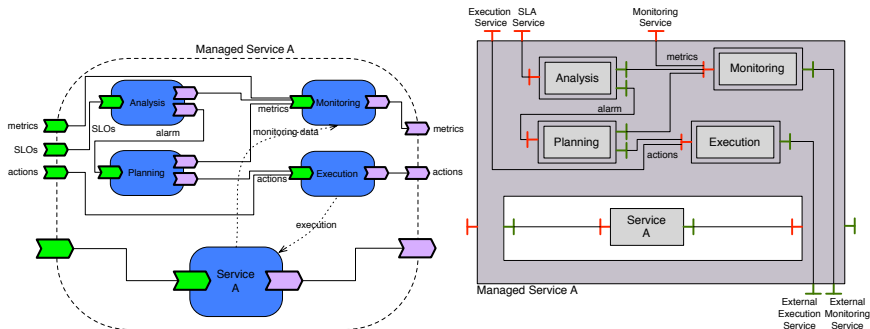 Managed Service A
Analysis
Monitoring
metrics
SLOs
metrics
SLOs
alarm
monitoring data
metrics
actions
Planning
actions
Execution
actions
execution
Service
A
Execution
Service
SLA
Service
Monitoring
Service
metrics
Analysis
Monitoring
alarm
Planning
actions
Execution
Service
A
Managed Service A
External
Execution
Service
External
Monitoring
Service